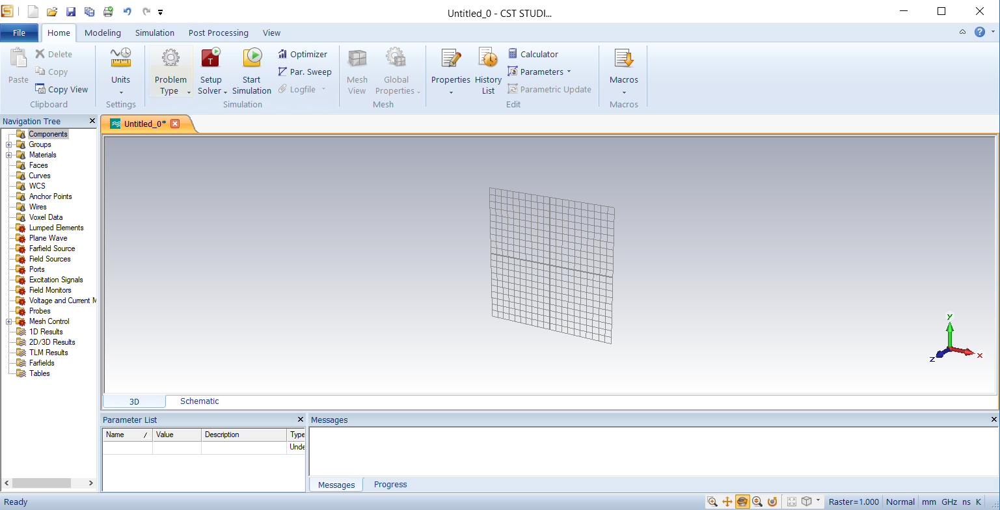 Untitled_0 - CST STUDI...
File Home Modeling Simulation Post Processing View
Paste
Delete
Copy
Copy View
Clipboard
Units
Settings
Problem Type
Setup Solver
Start Simulation
Optimizer
Par. Sweep
Logfile
Simulation
Mesh View
Global Properties
Mesh
Properties
History List
Calculator
Parameters
Parametric Update
Edit
Macros
Macros
Navigation Tree
Components
Groups
Materials
Faces
Curves
WCS
Anchor Points
Wires
Voxel Data
Lumped Elements
Plane Wave
Farfield Source
Field Sources
Ports
Excitation Signals
Field Monitors
Voltage and Current M
Probes
Mesh Control
1D Results
2D/3D Results
TLM Results
Farfields
Tables
Untitled_0*
y
x
z
3D Schematic
Parameter List
Name / Value Description Type
Unde
Messages
Messages Progress
Ready
Raster=1.000 Normal mm GHz ns K